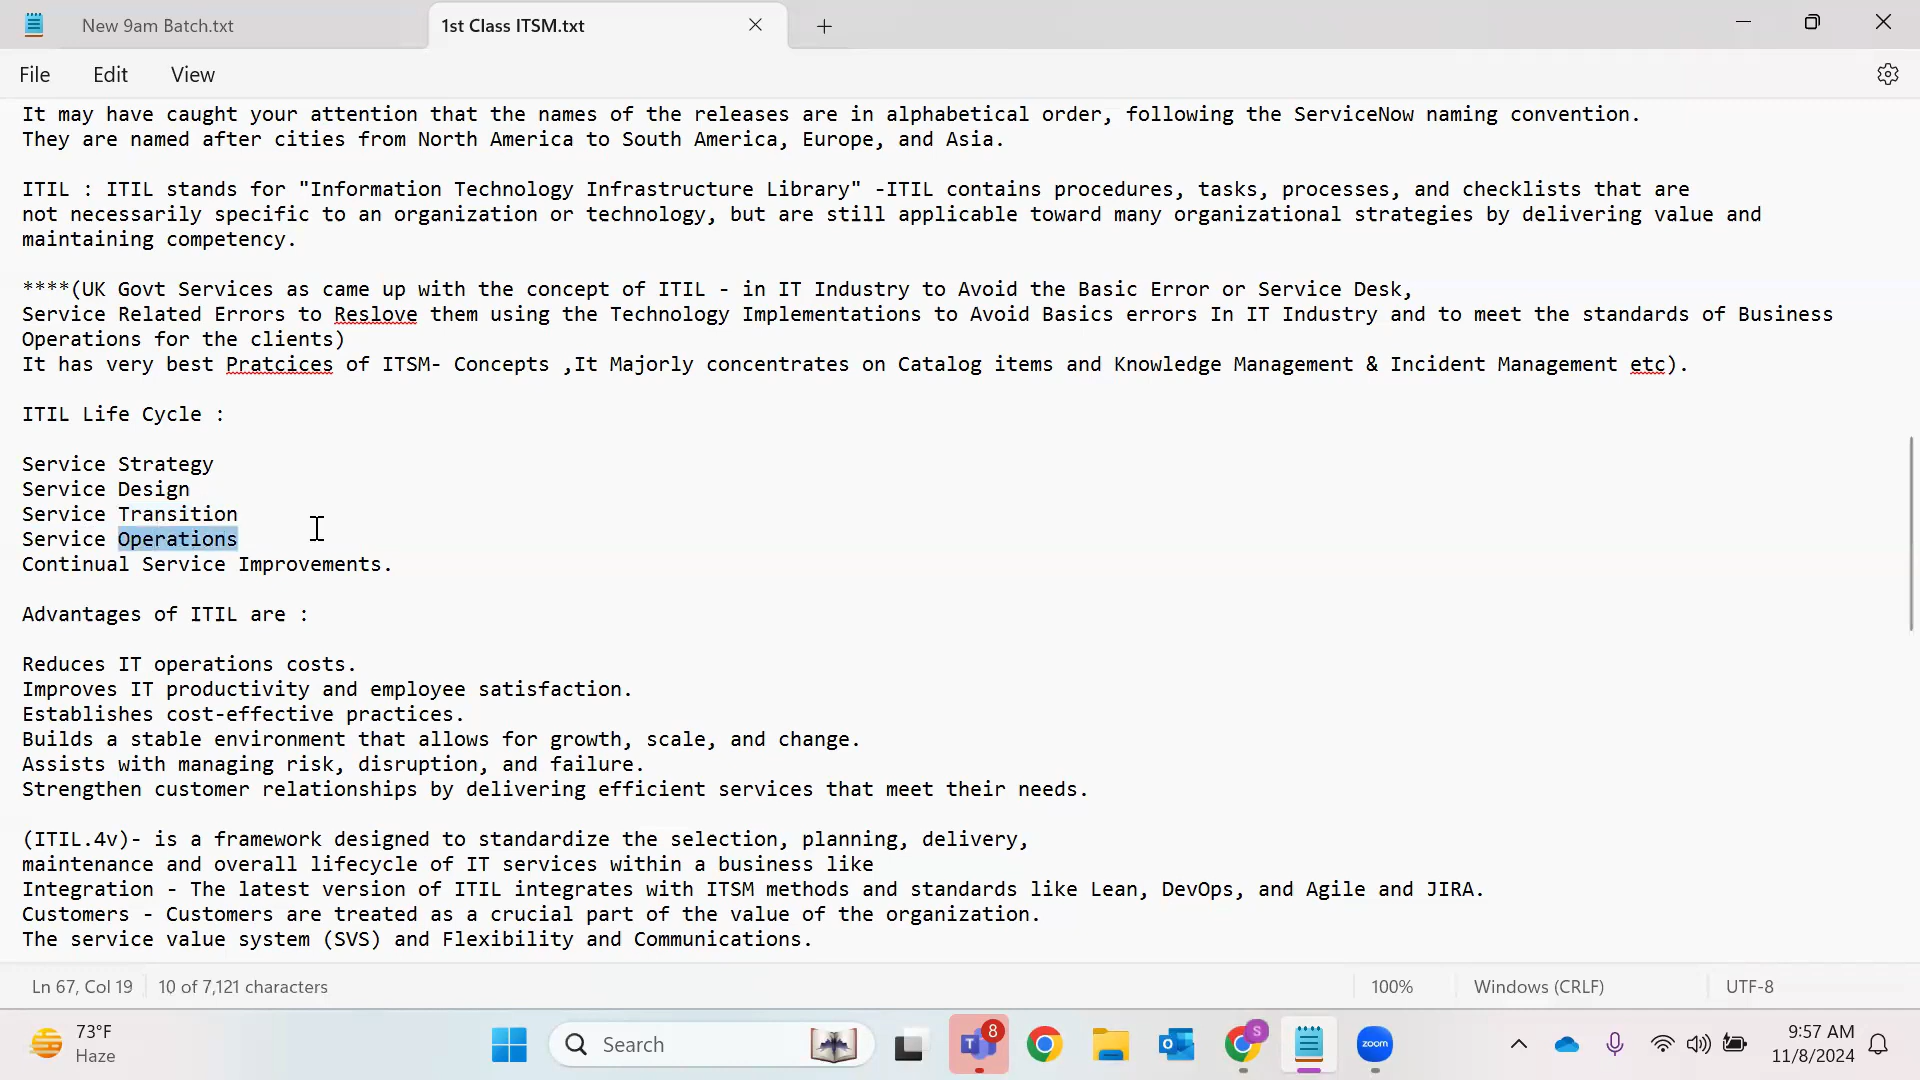 New 9am Batch.txt
1st Class ITSM.txt
File Edit View
It may have caught your attention that the names of the releases are in alphabetical order, following the ServiceNow naming convention.
They are named after cities from North America to South America, Europe, and Asia.
ITIL : ITIL stands for "Information Technology Infrastructure Library" -ITIL contains procedures, tasks, processes, and checklists that are
not necessarily specific to an organization or technology, but are still applicable toward many organizational strategies by delivering value and
maintaining competency.
****(UK Govt Services as came up with the concept of ITIL - in IT Industry to Avoid the Basic Error or Service Desk,
Service Related Errors to Reslove them using the Technology Implementations to Avoid Basics errors In IT Industry and to meet the standards of Business
Operations for the clients)
It has very best Pratcices of ITSM- Concepts ,It Majorly concentrates on Catalog items and Knowledge Management & Incident Management etc).
ITIL Life Cycle :
Service Strategy
Service Design
Service Transition
Service Operations
Continual Service Improvements.
Advantages of ITIL are :
Reduces IT operations costs.
Improves IT productivity and employee satisfaction.
Establishes cost-effective practices.
Builds a stable environment that allows for growth, scale, and change.
Assists with managing risk, disruption, and failure.
Strengthen customer relationships by delivering efficient services that meet their needs.
(ITIL.4v)- is a framework designed to standardize the selection, planning, delivery,
maintenance and overall lifecycle of IT services within a business like
Integration - The latest version of ITIL integrates with ITSM methods and standards like Lean, DevOps, and Agile and JIRA.
Customers - Customers are treated as a crucial part of the value of the organization.
The service value system (SVS) and Flexibility and Communications.
Ln 67, Col 19 10 of 7,121 characters 100% Windows (CRLF) UTF-8
73°F
Haze
Search
T
8
S
zoom
9:57 AM
11/8/2024